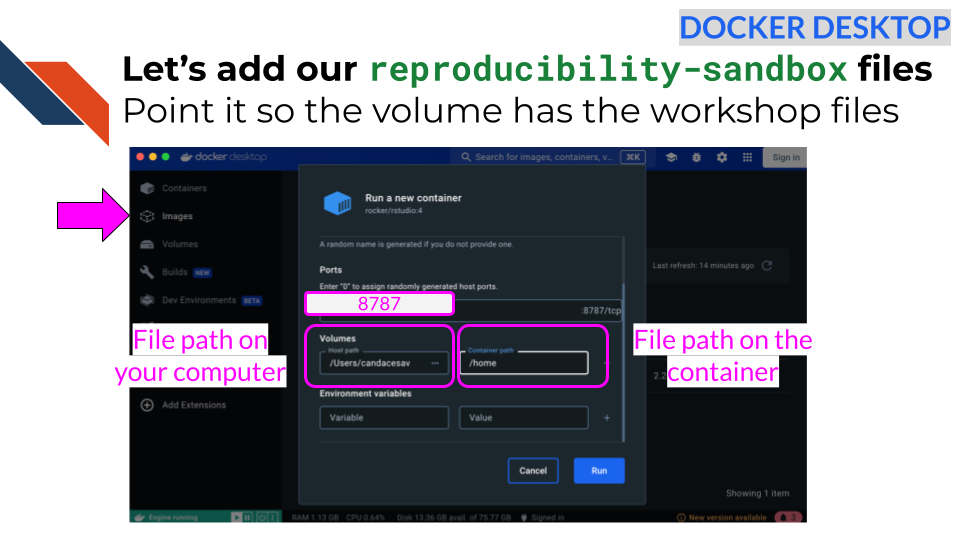 DOCKER DESKTOP
Let's add our reproducibility-sandbox files
Point it so the volume has the workshop files
docker desktop
Search for images, containers, v...
⌘K
Sign in
Containers
Images
Volumes
Builds NEW
Dev Environments BETA
Add Extensions
Run a new container
rocker/rstudio:4
A random name is generated if you do not provide one.
Ports
Enter "0" to assign randomly generated host ports.
8787
:8787/tcp
Last refresh: 14 minutes ago
File path on
your computer
Volumes
Host path
/Users/candacesav ...
Container path
/home
File path on the
container
2.2
Environment variables
Variable
Value
+
Cancel
Run
Showing 1 item
Engine running
RAM 1.13 GB CPU 0.64% Disk 13.36 GB avail. of 75.77 GB Signed in
New version available
3